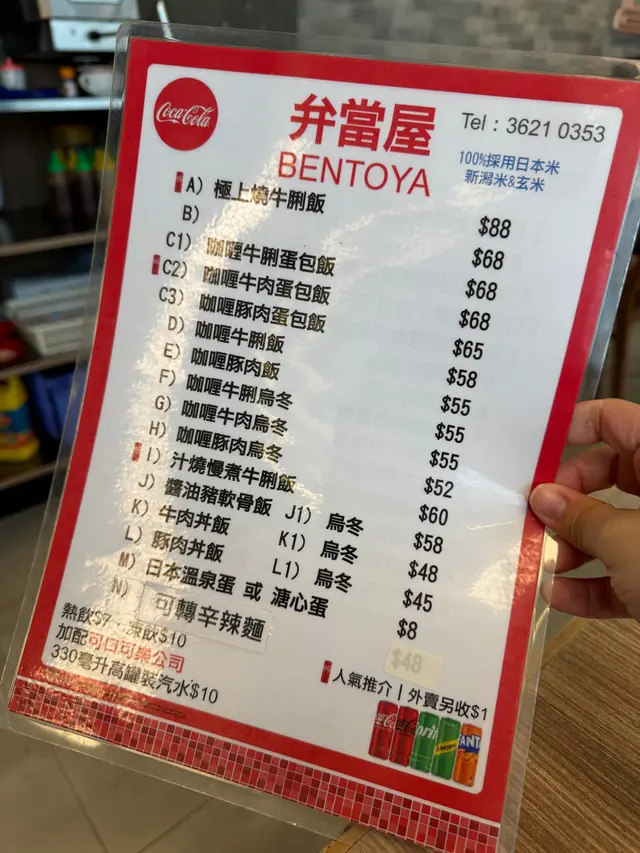 Coca-Cola
弁當屋
BENTOYA
Tel : 3621 0353
100%採用日本米
新潟米&玄米
A) 極上燒牛脷飯 $88
B) $68
C1) 咖喱牛脷蛋包飯 $68
C2) 咖喱牛肉蛋包飯 $68
C3) 咖喱豚肉蛋包飯 $65
D) 咖喱牛脷飯 $58
E) 咖喱豚肉飯 $55
F) 咖喱牛脷烏冬 $55
G) 咖喱牛肉烏冬 $55
H) 咖喱豚肉烏冬 $52
I) 汁燒慢煮牛脷飯 $60
J) 醬油豬軟骨飯 J1) 烏冬 $58
K) 牛肉丼飯 K1) 烏冬 $48
L) 豚肉丼飯 L1) 烏冬 $45
M) 日本溫泉蛋 或 溏心蛋 $8
N) 可轉辛辣麵 $48
熱飲$7，凍飲$10
加配可口可樂公司
330毫升高罐裝汽水$10
人氣推介 | 外賣另收$1